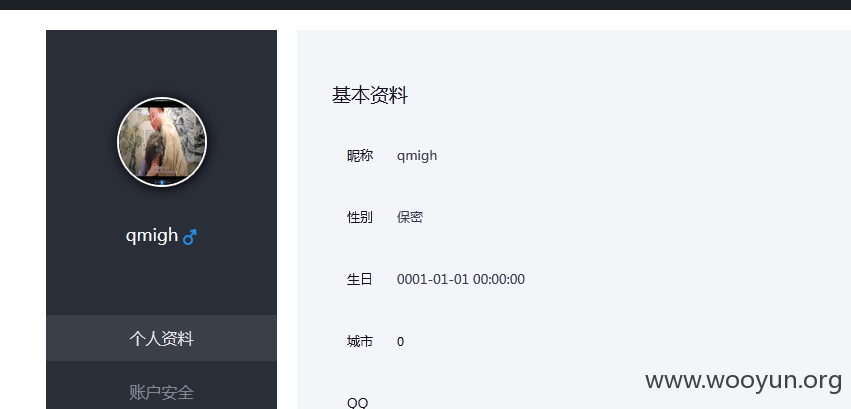 qmigh
个人资料
账户安全
基本资料
昵称 qmigh
性别 保密
生日 0001-01-01 00:00:00
城市 0
QQ
www.wooyun.org